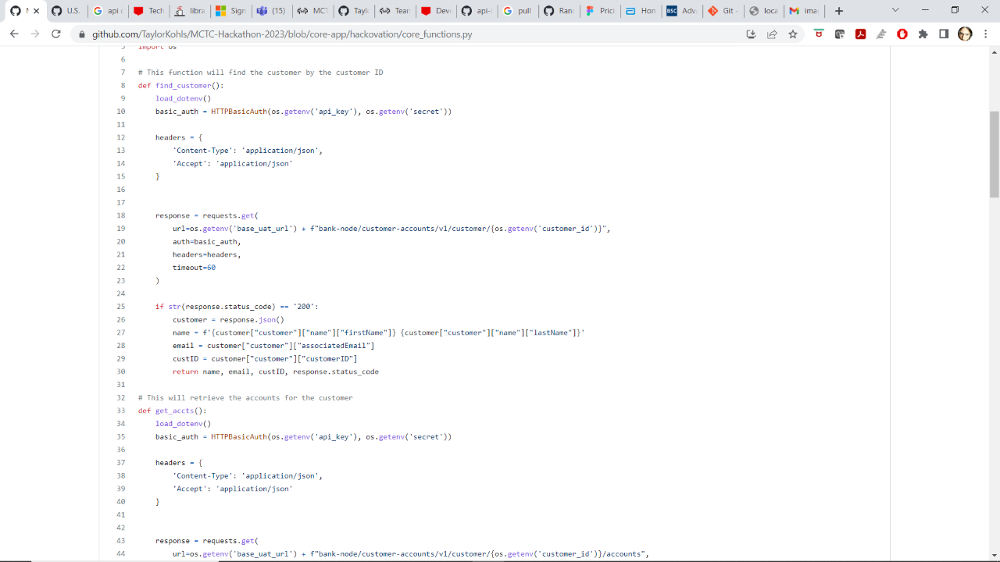 U.S.
api
Tech
libra
Sign
(15)
MCT
Tayl
Tean
Dev
api-
pull
Ranc
Pric
Hon
BSC
Adva
Git -
loca
imag
github.com/TaylorKohls/MCTC-Hackathon-2023/blob/core-app/hackovation/core_functions.py
5 import os
6
7 # This function will find the customer by the customer ID
8 def find_customer():
9 load_dotenv()
10 basic_auth = HTTPBasicAuth(os.getenv('api_key'), os.getenv('secret'))
11
12 headers = {
13 'Content-Type': 'application/json',
14 'Accept': 'application/json'
15 }
16
17
18 response = requests.get(
19 url=os.getenv('base_uat_url') + f"bank-node/customer-accounts/v1/customer/{os.getenv('customer_id')}",
20 auth=basic_auth,
21 headers=headers,
22 timeout=60
23 )
24
25 if str(response.status_code) == '200':
26 customer = response.json()
27 name = f'{customer["customer"]["name"]["firstName"]} {customer["customer"]["name"]["lastName"]}'
28 email = customer["customer"]["associatedEmail"]
29 custID = customer["customer"]["customerID"]
30 return name, email, custID, response.status_code
31
32 # This will retrieve the accounts for the customer
33 def get_accts():
34 load_dotenv()
35 basic_auth = HTTPBasicAuth(os.getenv('api_key'), os.getenv('secret'))
36
37 headers = {
38 'Content-Type': 'application/json',
39 'Accept': 'application/json'
40 }
41
42
43 response = requests.get(
44 url=os.getenv('base_uat_url') + f"bank-node/customer-accounts/v1/customer/{os.getenv('customer_id')}/accounts",